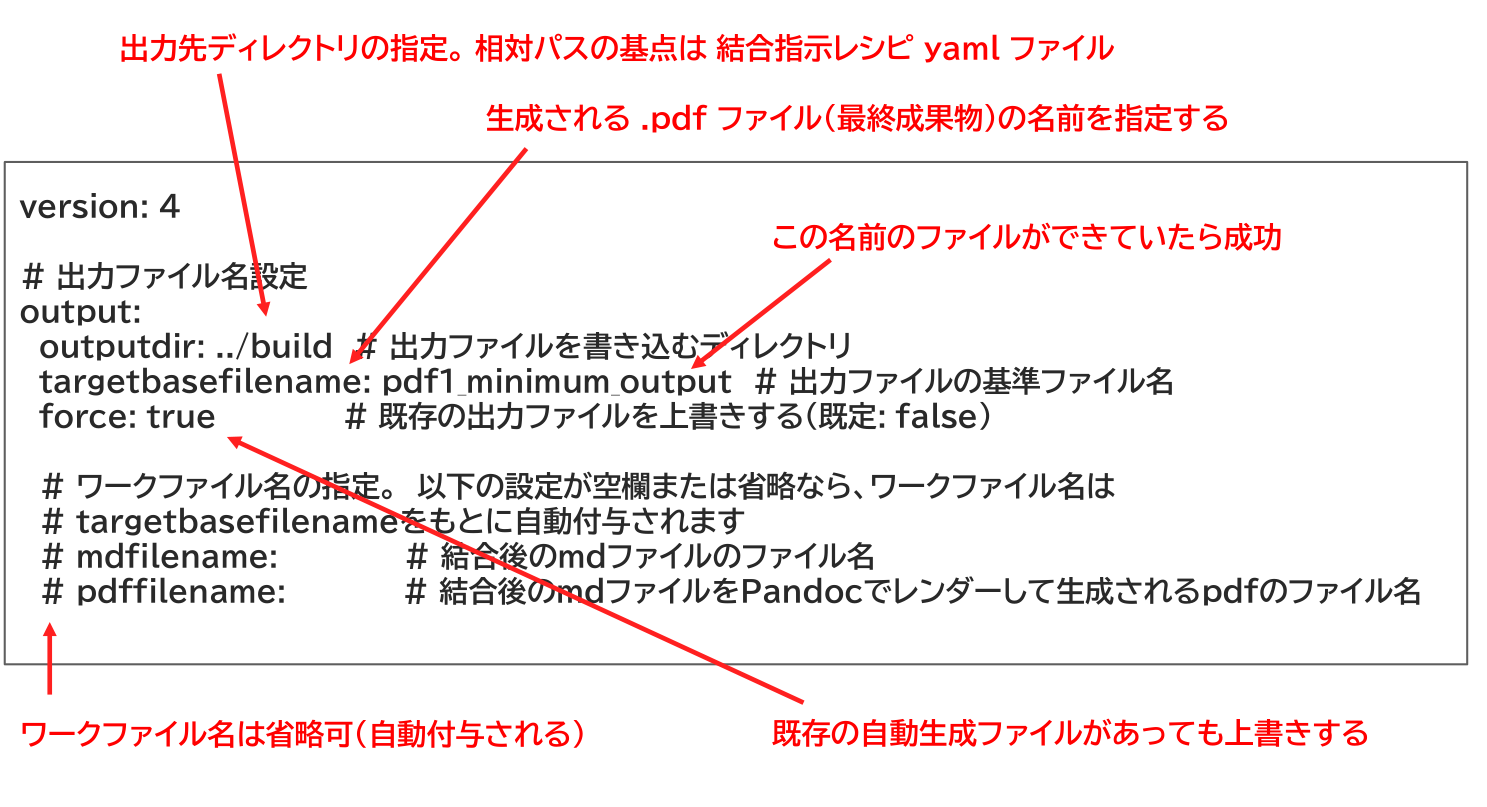 出力先ディレクトリの指定。 相対パスの基点は 結合指示レシピ yaml ファイル
生成される .pdf ファイル（最終成果物）の名前を指定する
version: 4
この名前のファイルができていたら成功
# 出力ファイル名設定
output:
outputdir: ../build # 出力ファイルを書き込むディレクトリ
targetbasefilename: pdf1_minimum_output # 出力ファイルの基準ファイル名
force: true # 既存の出力ファイルを上書きする（既定: false）
# ワークファイル名の指定。 以下の設定が空欄または省略なら、ワークファイル名は
# targetbasefilenameをもとに自動付与されます
# mdfilename: # 結合後のmdファイルのファイル名
# pdffilename: # 結合後のmdファイルをPandocでレンダーして生成されるpdfのファイル名
ワークファイル名は省略可（自動付与される）
既存の自動生成ファイルがあっても上書きする